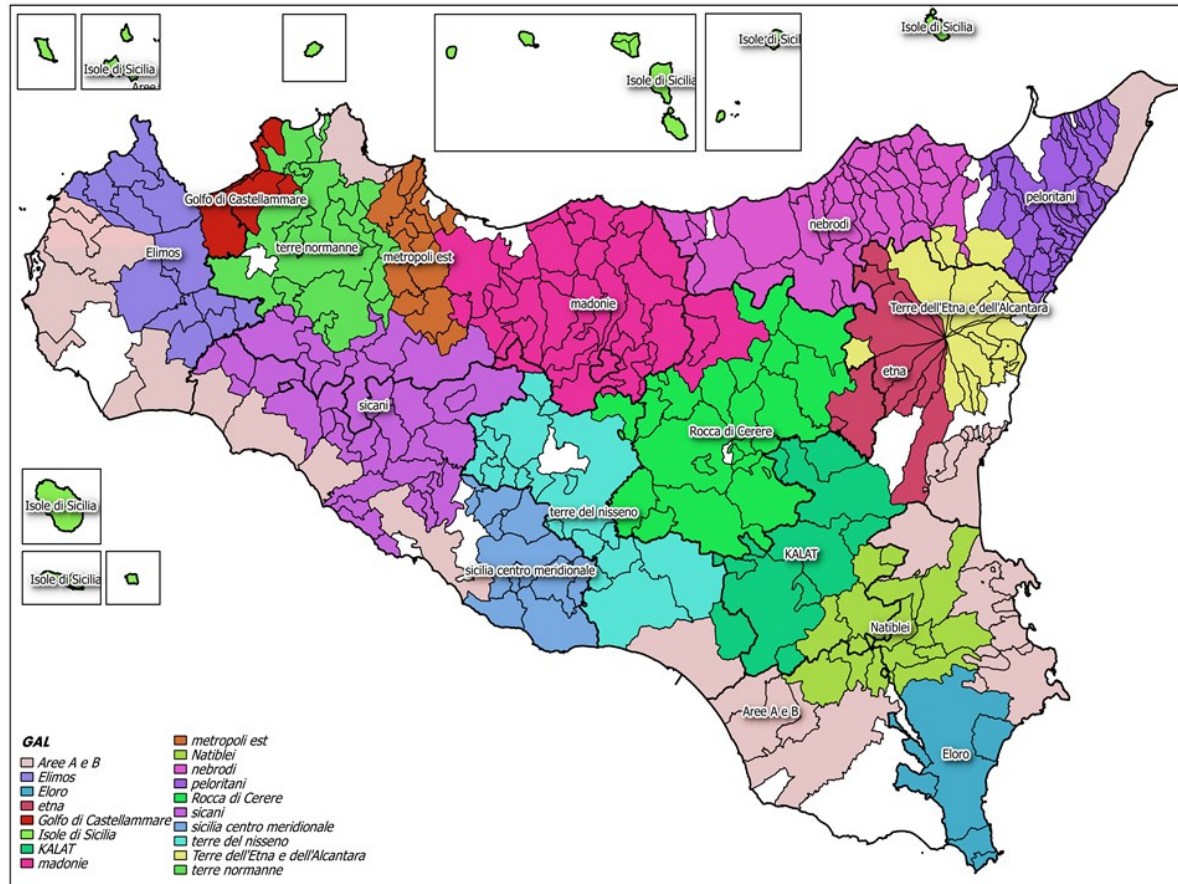 Isole di Sicilia
Aree
Isole di Sicilia
Isole di Sicil
Isole di Sicilia
peloritani
Golfo di Castellammare
nebrodi
terre normanne
Elimos
metropoli est
madonie
Terre dell'Etna e dell'Alcantara
etna
sicani
Rocca di Cerere
Isole di Sicilia
terre del nisseno
KALAT
sicilia centro meridionale
Isole di Sicilia
Natiblei
Aree A e B
Eloro
GAL
Aree A e B
Elimos
Eloro
etna
Golfo di Castellammare
Isole di Sicilia
KALAT
madonie
metropoli est
Natiblei
nebrodi
peloritani
Rocca di Cerere
sicani
sicilia centro meridionale
terre del nisseno
Terre dell'Etna e dell'Alcantara
terre normanne